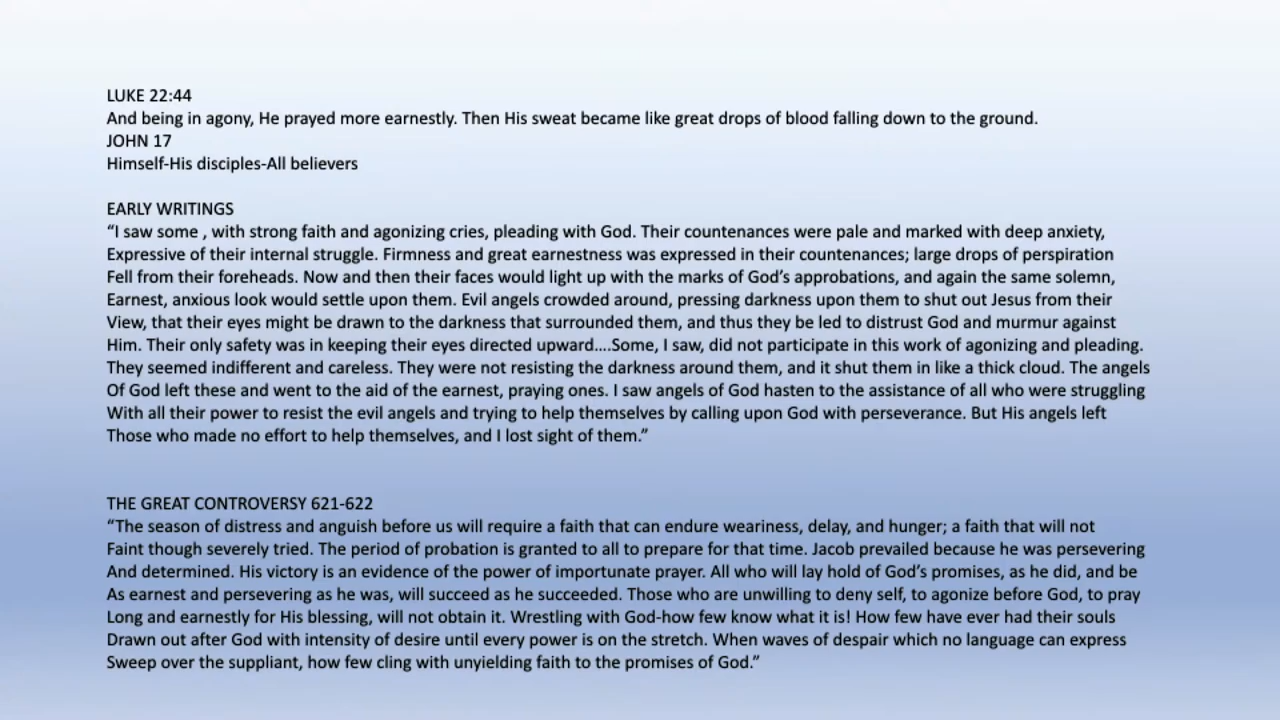 LUKE 22:44
And being in agony, He prayed more earnestly. Then His sweat became like great drops of blood falling down to the ground.
JOHN 17
Himself-His disciples-All believers
EARLY WRITINGS
“I saw some , with strong faith and agonizing cries, pleading with God. Their countenances were pale and marked with deep anxiety,
Expressive of their internal struggle. Firmness and great earnestness was expressed in their countenances; large drops of perspiration
Fell from their foreheads. Now and then their faces would light up with the marks of God’s approbations, and again the same solemn,
Earnest, anxious look would settle upon them. Evil angels crowded around, pressing darkness upon them to shut out Jesus from their
View, that their eyes might be drawn to the darkness that surrounded them, and thus they be led to distrust God and murmur against
Him. Their only safety was in keeping their eyes directed upward....Some, I saw, did not participate in this work of agonizing and pleading.
They seemed indifferent and careless. They were not resisting the darkness around them, and it shut them in like a thick cloud. The angels
Of God left these and went to the aid of the earnest, praying ones. I saw angels of God hasten to the assistance of all who were struggling
With all their power to resist the evil angels and trying to help themselves by calling upon God with perseverance. But His angels left
Those who made no effort to help themselves, and I lost sight of them.”
THE GREAT CONTROVERSY 621-622
“The season of distress and anguish before us will require a faith that can endure weariness, delay, and hunger; a faith that will not
Faint though severely tried. The period of probation is granted to all to prepare for that time. Jacob prevailed because he was persevering
And determined. His victory is an evidence of the power of importunate prayer. All who will lay hold of God’s promises, as he did, and be
As earnest and persevering as he was, will succeed as he succeeded. Those who are unwilling to deny self, to agonize before God, to pray
Long and earnestly for His blessing, will not obtain it. Wrestling with God-how few know what it is! How few have ever had their souls
Drawn out after God with intensity of desire until every power is on the stretch. When waves of despair which no language can express
Sweep over the suppliant, how few cling with unyielding faith to the promises of God.”